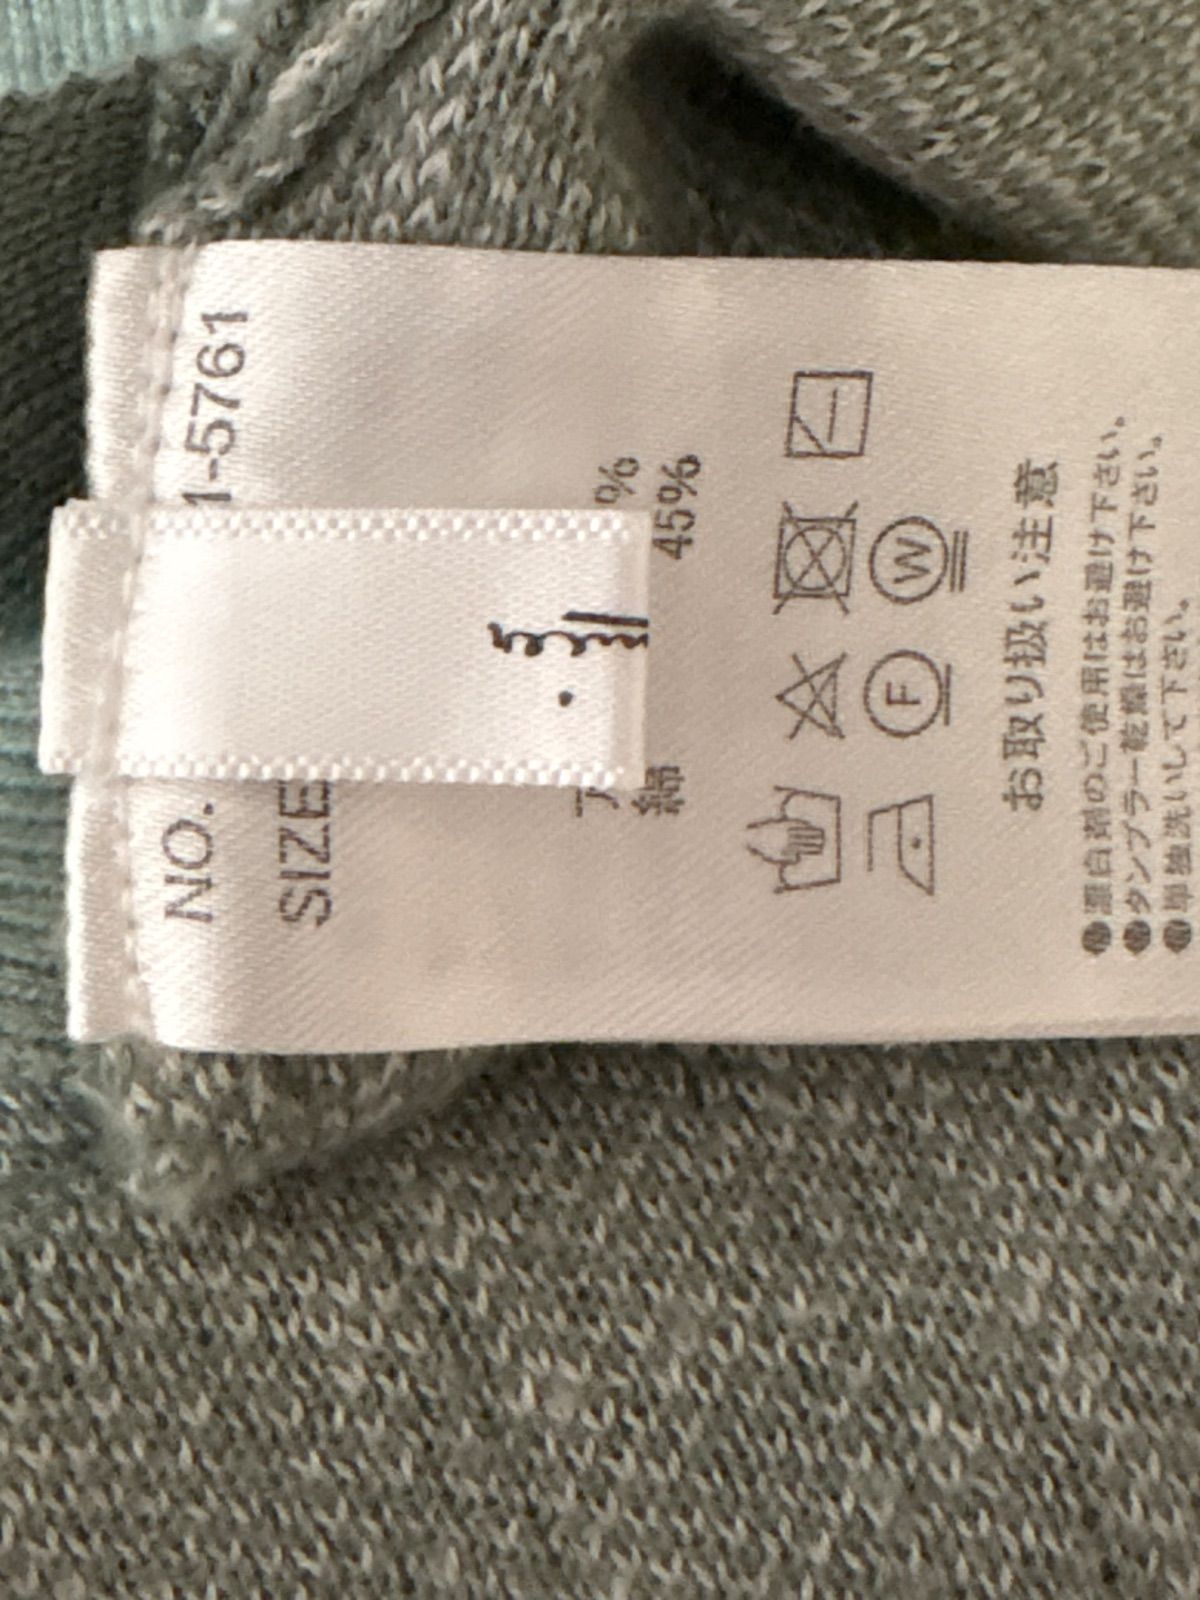 NO. 1-5761
SIZE
%
綿 45%
W
F
お取り扱い注意
●漂白剤のご使用はお避け下さい。
●タンブラー乾燥はお避け下さい。
●単独洗いして下さい。